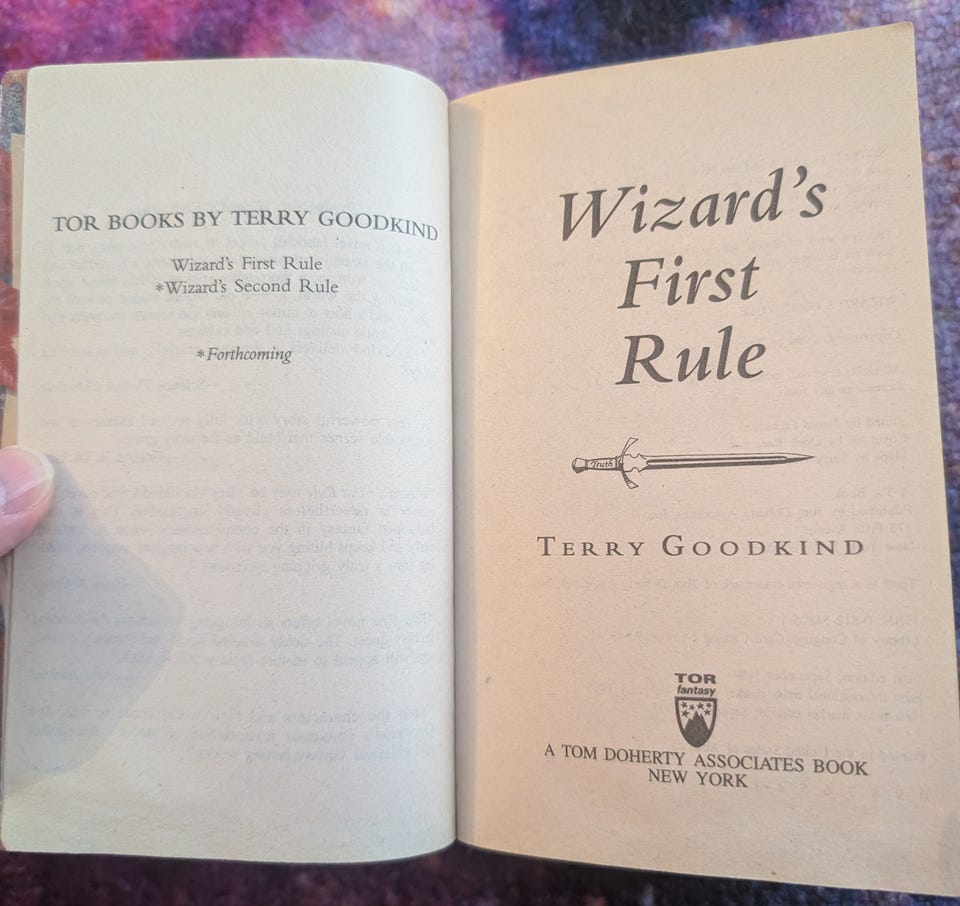 TOR BOOKS BY TERRY GOODKIND
Wizard's First Rule
*Wizard's Second Rule
*Forthcoming
Wizard's
First
Rule
Truth
TERRY GOODKIND
TOR
fantasy
A TOM DOHERTY ASSOCIATES BOOK
NEW YORK